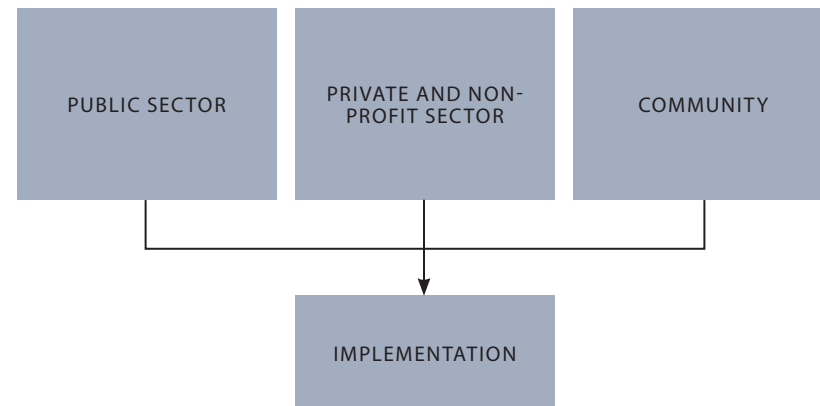 PUBLIC SECTOR
PRIVATE AND NON-
PROFIT SECTOR
COMMUNITY
IMPLEMENTATION